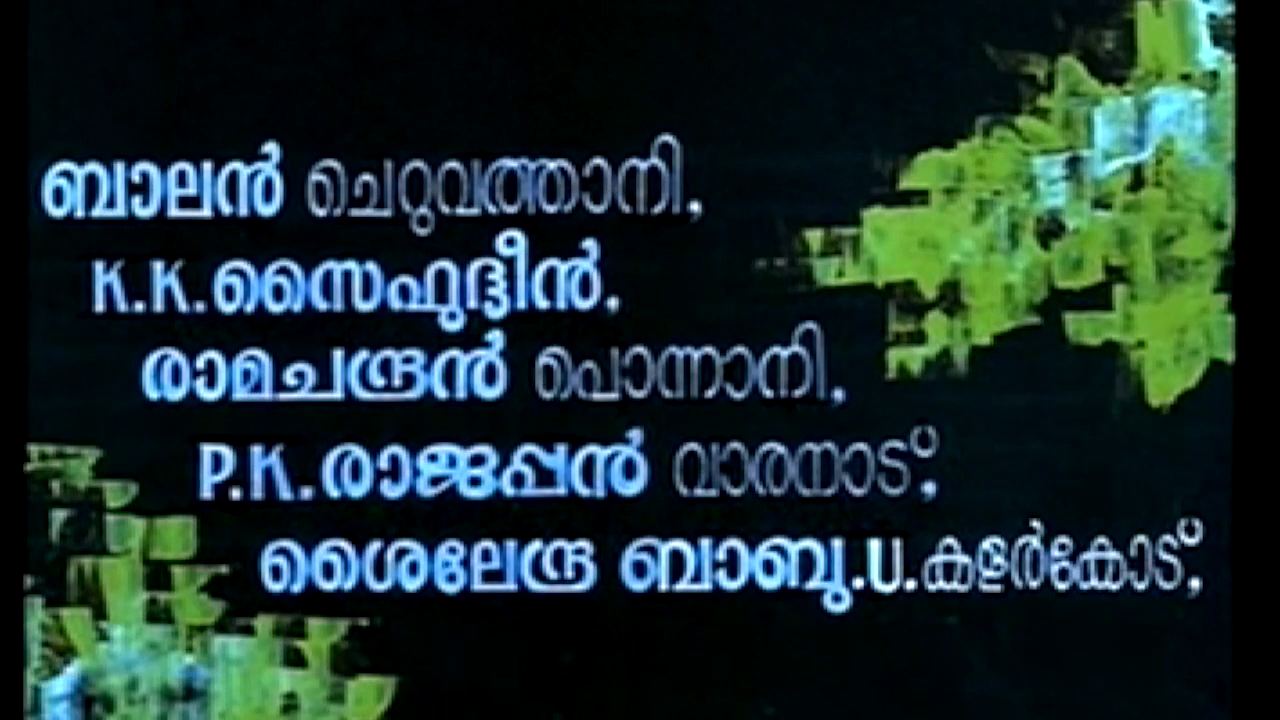 ബാലൻ ചെറുവത്താനി,
K.K.സൈഫുദ്ദീൻ,
രാമചന്ദ്രൻ പൊന്നാനി,
P.K.രാജപ്പൻ വാരനാട്,
ശൈലേന്ദ്ര ബാബു.U.കളർകോട്,